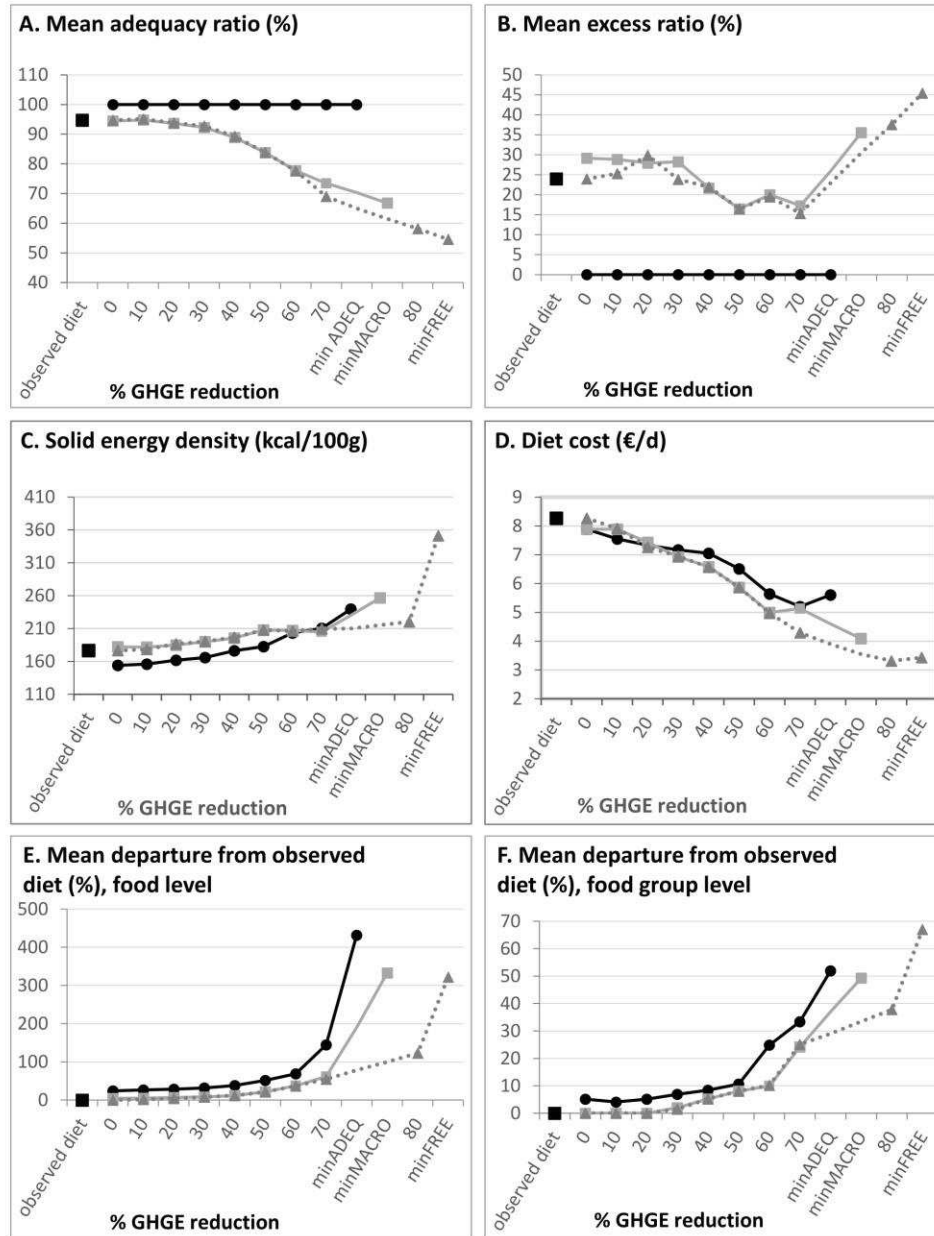 A. Mean adequacy ratio (%)
110
100
90
80
70
60
50
40
observed diet
0
10
20
30
40
50
60
70
min ADEQ
minMACRO
80
minFREE
% GHGE reduction
B. Mean excess ratio (%)
50
45
40
35
30
25
20
15
10
5
0
observed diet
0
10
20
30
40
50
60
70
minADEQ
minMACRO
80
minFREE
% GHGE reduction
C. Solid energy density (kcal/100g)
410
360
310
260
210
160
110
observed diet
0
10
20
30
40
50
60
70
minADEQ
minMACRO
80
minFREE
% GHGE reduction
D. Diet cost (€/d)
9
8
7
6
5
4
3
2
observed diet
0
10
20
30
40
50
60
70
minADEQ
minMACRO
80
minFREE
% GHGE reduction
E. Mean departure from observed
diet (%), food level
500
400
300
200
100
0
observed diet
0
10
20
30
40
50
60
70
minADEQ
minMACRO
80
minFREE
% GHGE reduction
F. Mean departure from observed
diet (%), food group level
70
60
50
40
30
20
10
0
observed diet
0
10
20
30
40
50
60
70
minADEQ
minMACRO
80
minFREE
% GHGE reduction